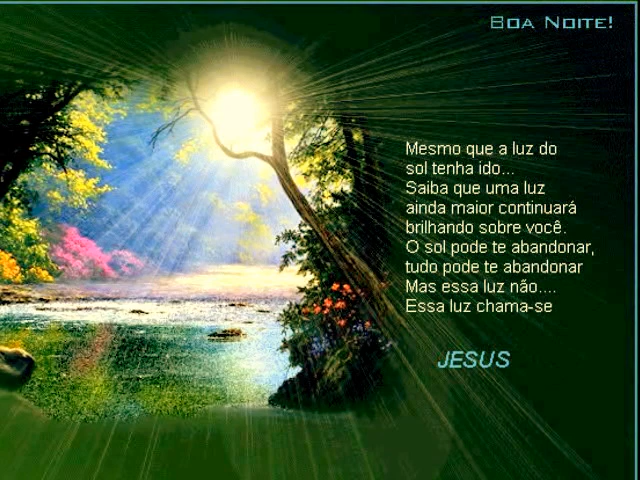 Boa Noite!
Mesmo que a luz do
sol tenha ido...
Saiba que uma luz
ainda maior continuará
brilhando sobre você.
O sol pode te abandonar,
tudo pode te abandonar
Mas essa luz não....
Essa luz chama-se
JESUS